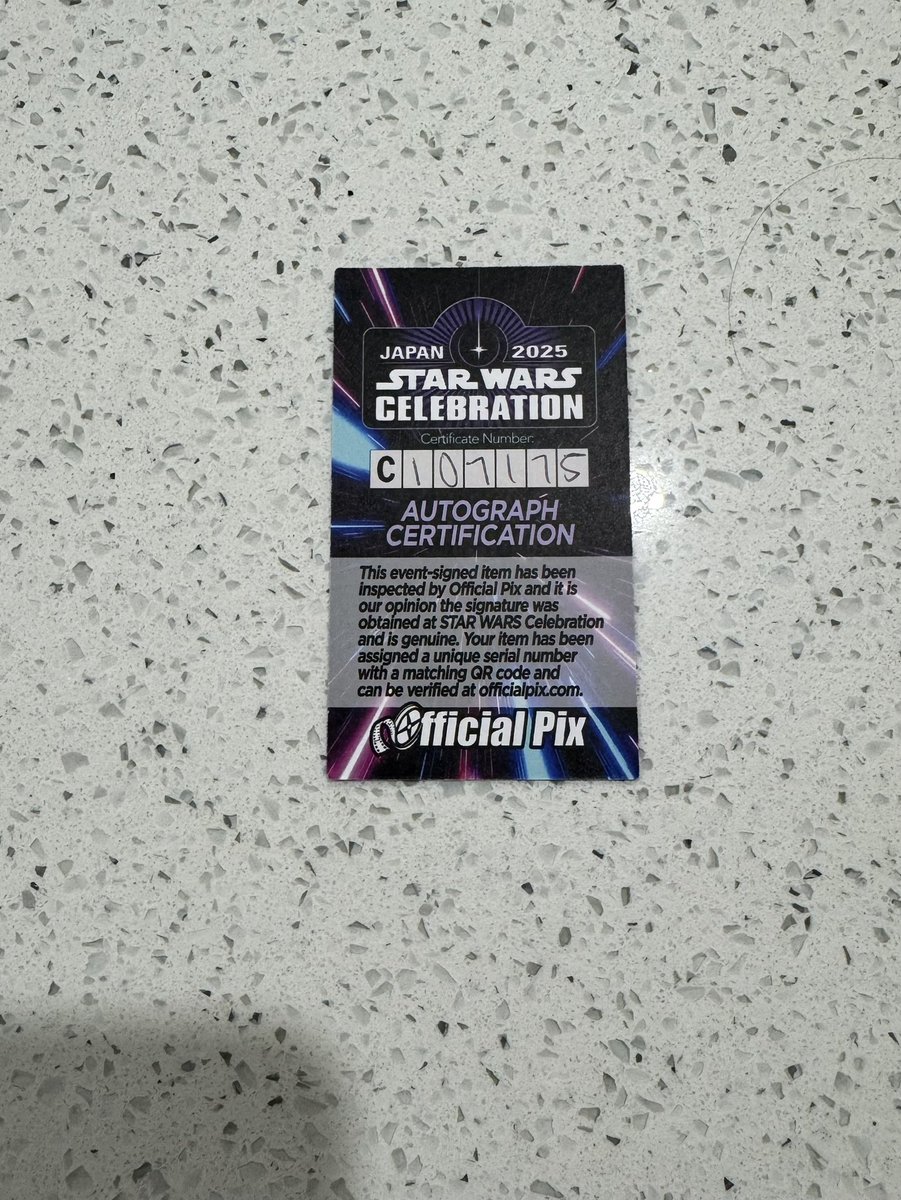 JAPAN 2025
STAR WARS
CELEBRATION
Certificate Number:
C107175
AUTOGRAPH
CERTIFICATION
This event-signed item has been
inspected by Official Pix and it is
our opinion the signature was
obtained at STAR WARS Celebration
and is genuine. Your item has been
assigned a unique serial number
with a matching QR code and
can be verified at officialpix.com.
Official Pix